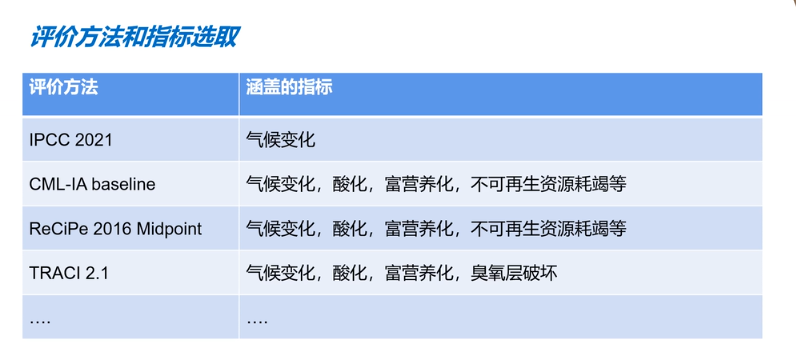 评价方法和指标选取
评价方法 涵盖的指标
IPCC 2021 气候变化
CML-IA baseline 气候变化，酸化，富营养化，不可再生资源耗竭等
ReCiPe 2016 Midpoint 气候变化，酸化，富营养化，不可再生资源耗竭等
TRACI 2.1 气候变化，酸化，富营养化，臭氧层破坏
…. ….